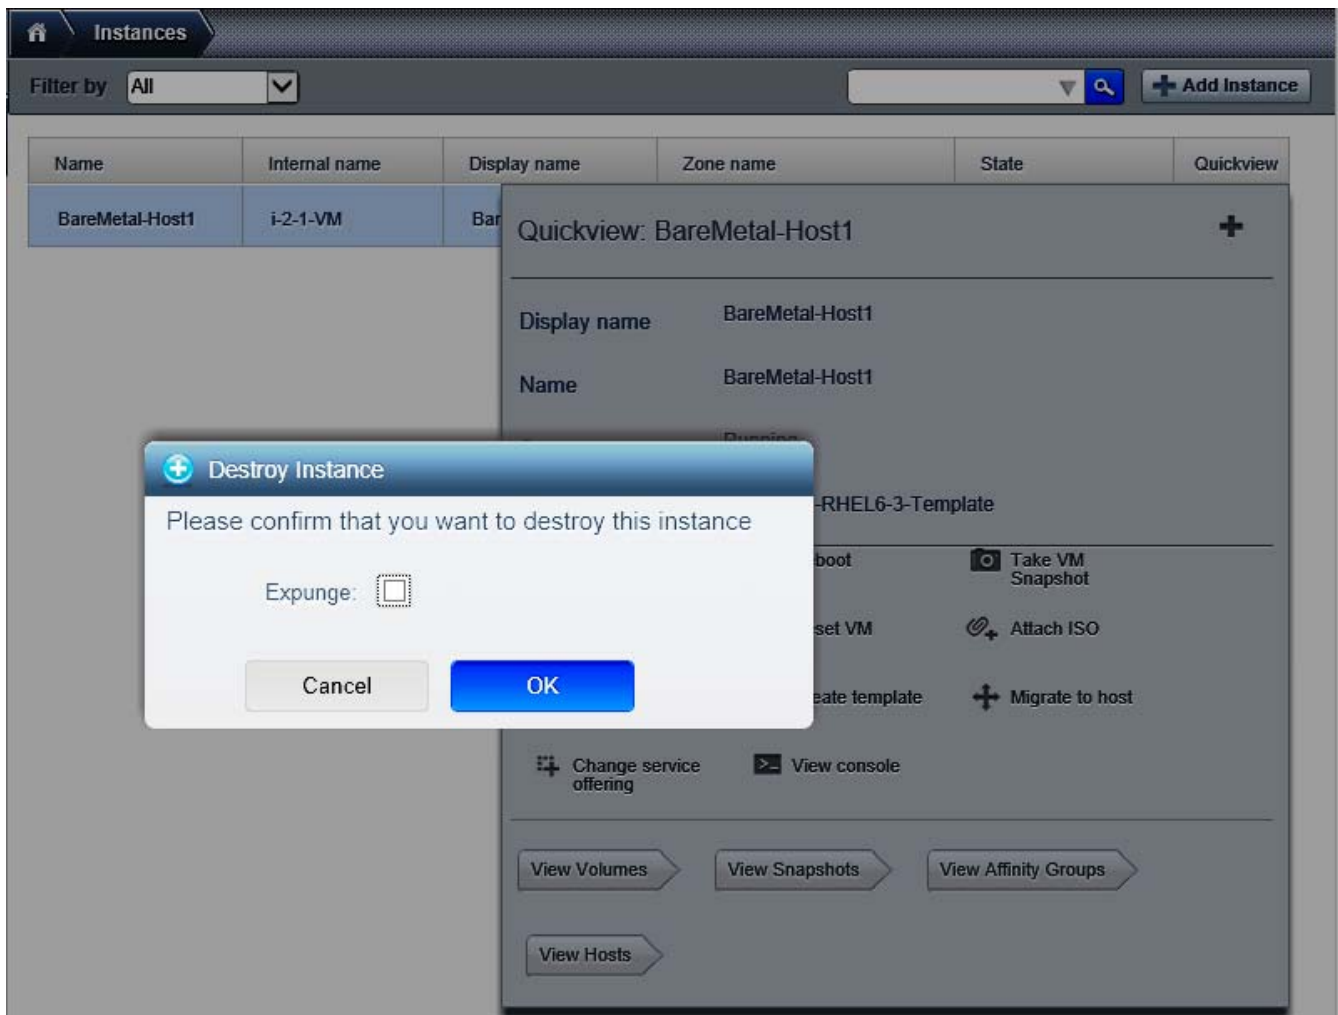 Instances
Filter by All
Add Instance
Name Internal name Display name Zone name State Quickview
BareMetal-Host1 i-2-1-VM Bar
Quickview: BareMetal-Host1
Display name BareMetal-Host1
Name BareMetal-Host1
Running
Destroy Instance
Please confirm that you want to destroy this instance
Expunge:
Cancel OK
-RHEL6-3-Template
boot
Take VM
Snapshot
set VM
Attach ISO
eate template
Migrate to host
Change service
offering
View console
View Volumes View Snapshots View Affinity Groups
View Hosts